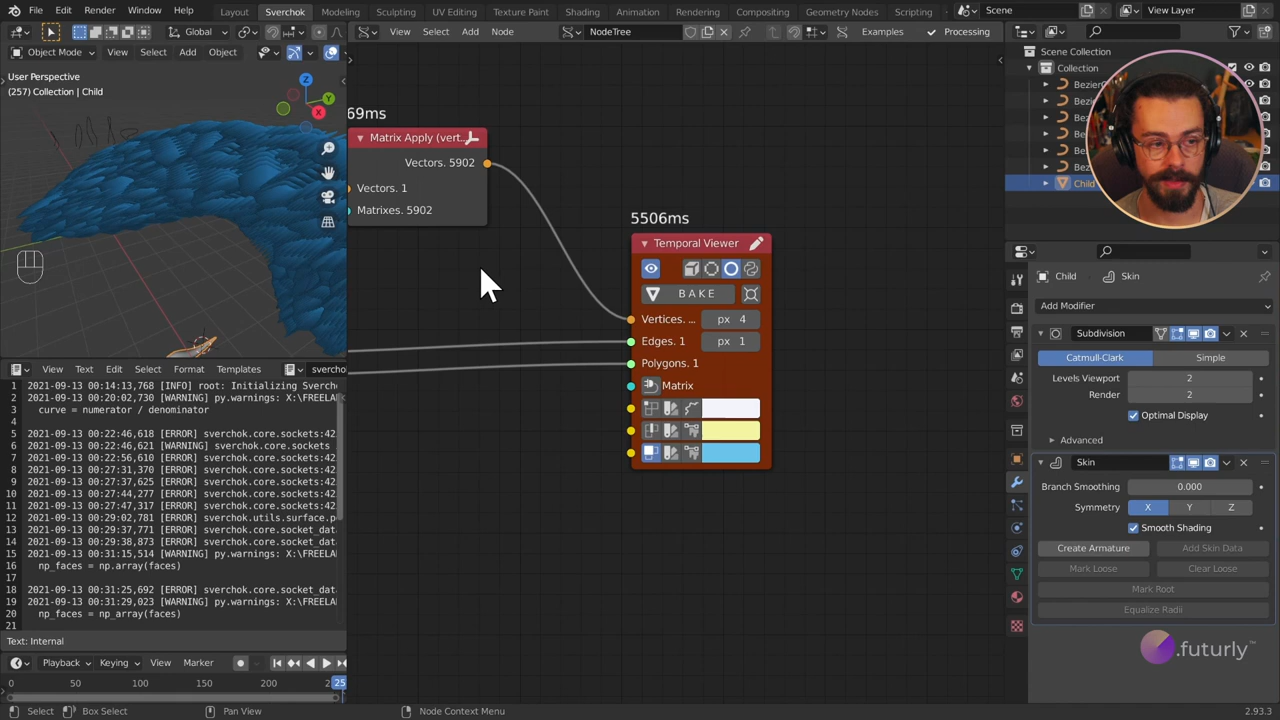 File Edit Render Window Help
Layout Sverchok Modeling Sculpting UV Editing Texture Paint Shading Animation Rendering Compositing Geometry Nodes Scripting
Scene View Layer
Global
View Select Add Node NodeTree Examples Processing
Object Mode View Select Add Object
User Perspective
(257) Collection | Child
Z
Y
X
69ms
Matrix Apply (vert..
Vectors. 5902
Vectors. 1
Matrixes. 5902
5506ms
Temporal Viewer
BAKE
Vertices. ... px 4
Edges. 1 px 1
Polygons. 1
Matrix
Scene Collection
Collection
Bezier
Child
Child Skin
Add Modifier
Subdivision
Catmull-Clark Simple
Levels Viewport 2
Render 2
Optimal Display
Advanced
Skin
Branch Smoothing 0.000
Symmetry X Y Z
Smooth Shading
Create Armature Add Skin Data
Mark Loose Clear Loose
Mark Root
Equalize Radii
.futurly™
View Text Edit Select Format Templates svercho
1 2021-09-13 00:14:13,768 [INFO] root: Initializing Sverch
2 2021-09-13 00:20:02,730 [WARNING] py.warnings: X:\FREELA
3 curve = numerator / denominator
4
5 2021-09-13 00:22:46,618 [ERROR] sverchok.core.sockets:42
6 2021-09-13 00:22:46,621 [WARNING] sverchok.core.sockets
7 2021-09-13 00:22:56,610 [ERROR] sverchok.core.sockets:42
8 2021-09-13 00:27:31,370 [ERROR] sverchok.core.sockets:42
9 2021-09-13 00:27:37,625 [ERROR] sverchok.core.sockets:42
10 2021-09-13 00:27:44,277 [ERROR] sverchok.core.sockets:42
11 2021-09-13 00:27:47,317 [ERROR] sverchok.core.sockets:42
12 2021-09-13 00:29:02,781 [ERROR] sverchok.utils.surface.p
13 2021-09-13 00:29:37,771 [ERROR] sverchok.core.socket_dat
14 2021-09-13 00:29:38,873 [ERROR] sverchok.core.socket_dat
15 2021-09-13 00:31:15,514 [WARNING] py.warnings: X:\FREELA
16 np_faces = np.array(faces)
17
18 2021-09-13 00:31:25,692 [ERROR] sverchok.core.socket_dat
19 2021-09-13 00:31:29,023 [WARNING] py.warnings: X:\FREELA
20 np_faces = np_array(faces)
21
Text: Internal
Playback Keying View Marker
0 50 100 150 200 25
Select Box Select Pan View Node Context Menu 2.93.3